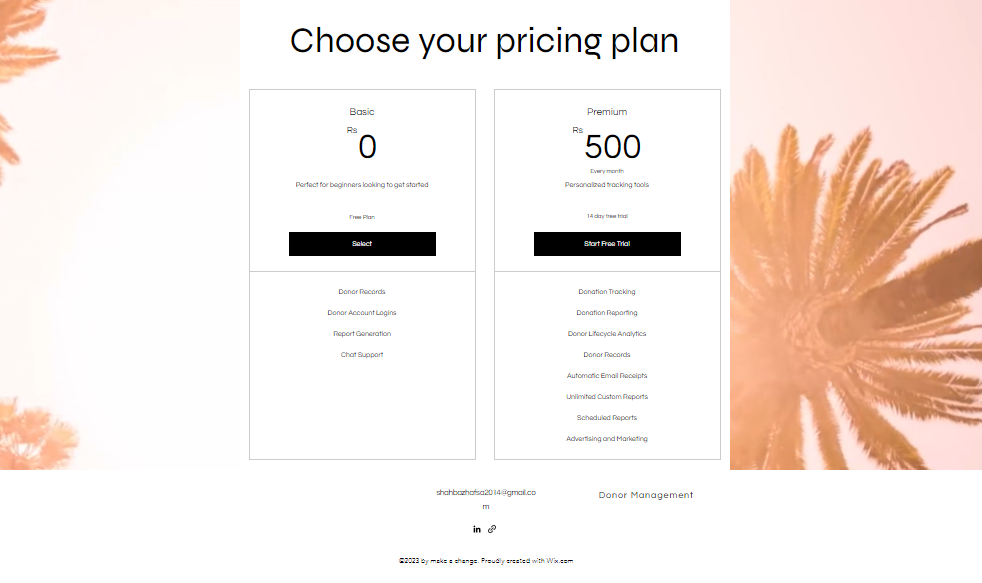 Choose your pricing plan
Basic
Rs
0
Perfect for beginners looking to get started
Free Plan
Select
Donor Records
Donor Account Logins
Report Generation
Chat Support
Premium
Rs
500
Every month
Personalized tracking tools
14 day free trial
Start Free Trial
Donation Tracking
Donation Reporting
Donor Lifecycle Analytics
Donor Records
Automatic Email Receipts
Unlimited Custom Reports
Scheduled Reports
Advertising and Marketing
shahbazhafsa2014@gmail.co
m
Donor Management
in
©2023 by make a change. Proudly created with Wix.com